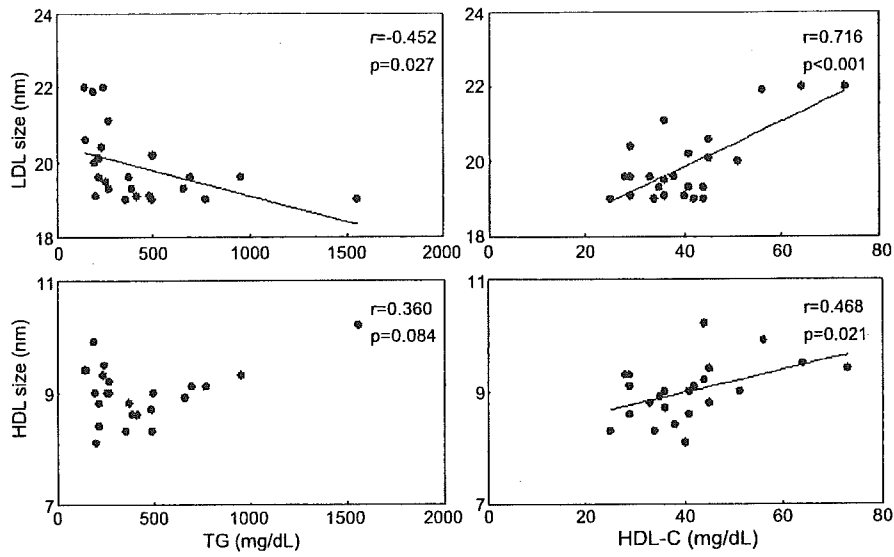 24
22
20
18
LDL size (nm)
r=-0.452
p=0.027
0
500
1000
1500
2000
24
22
20
18
r=0.716
p<0.001
0
20
40
60
80
11
9
7
HDL size (nm)
r=0.360
p=0.084
0
500
1000
1500
2000
TG (mg/dL)
11
9
7
r=0.468
p=0.021
0
20
40
60
80
HDL-C (mg/dL)